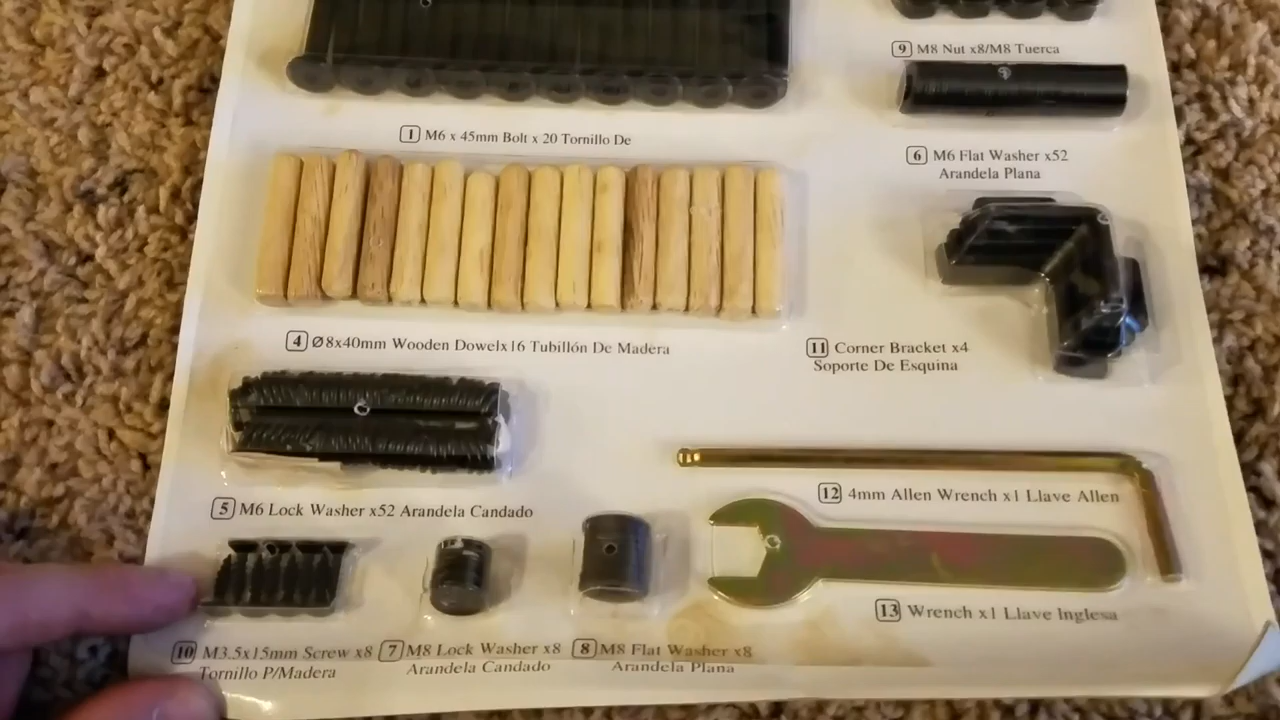 9 M8 Nut x8/M8 Tuerca
1 M6 x 45mm Bolt x 20 Tornillo De
6 M6 Flat Washer x52
Arandela Plana
4 Ø8x40mm Wooden Dowelx16 Tubillón De Madera
11 Corner Bracket x4
Soporte De Esquina
12 4mm Allen Wrench x1 Llave Allen
5 M6 Lock Washer x52 Arandela Candado
13 Wrench x1 Llave Inglesa
10 M3.5x15mm Screw x8
Tornillo P/Madera
7 M8 Lock Washer x8
Arandela Candado
8 M8 Flat Washer x8
Arandela Plana